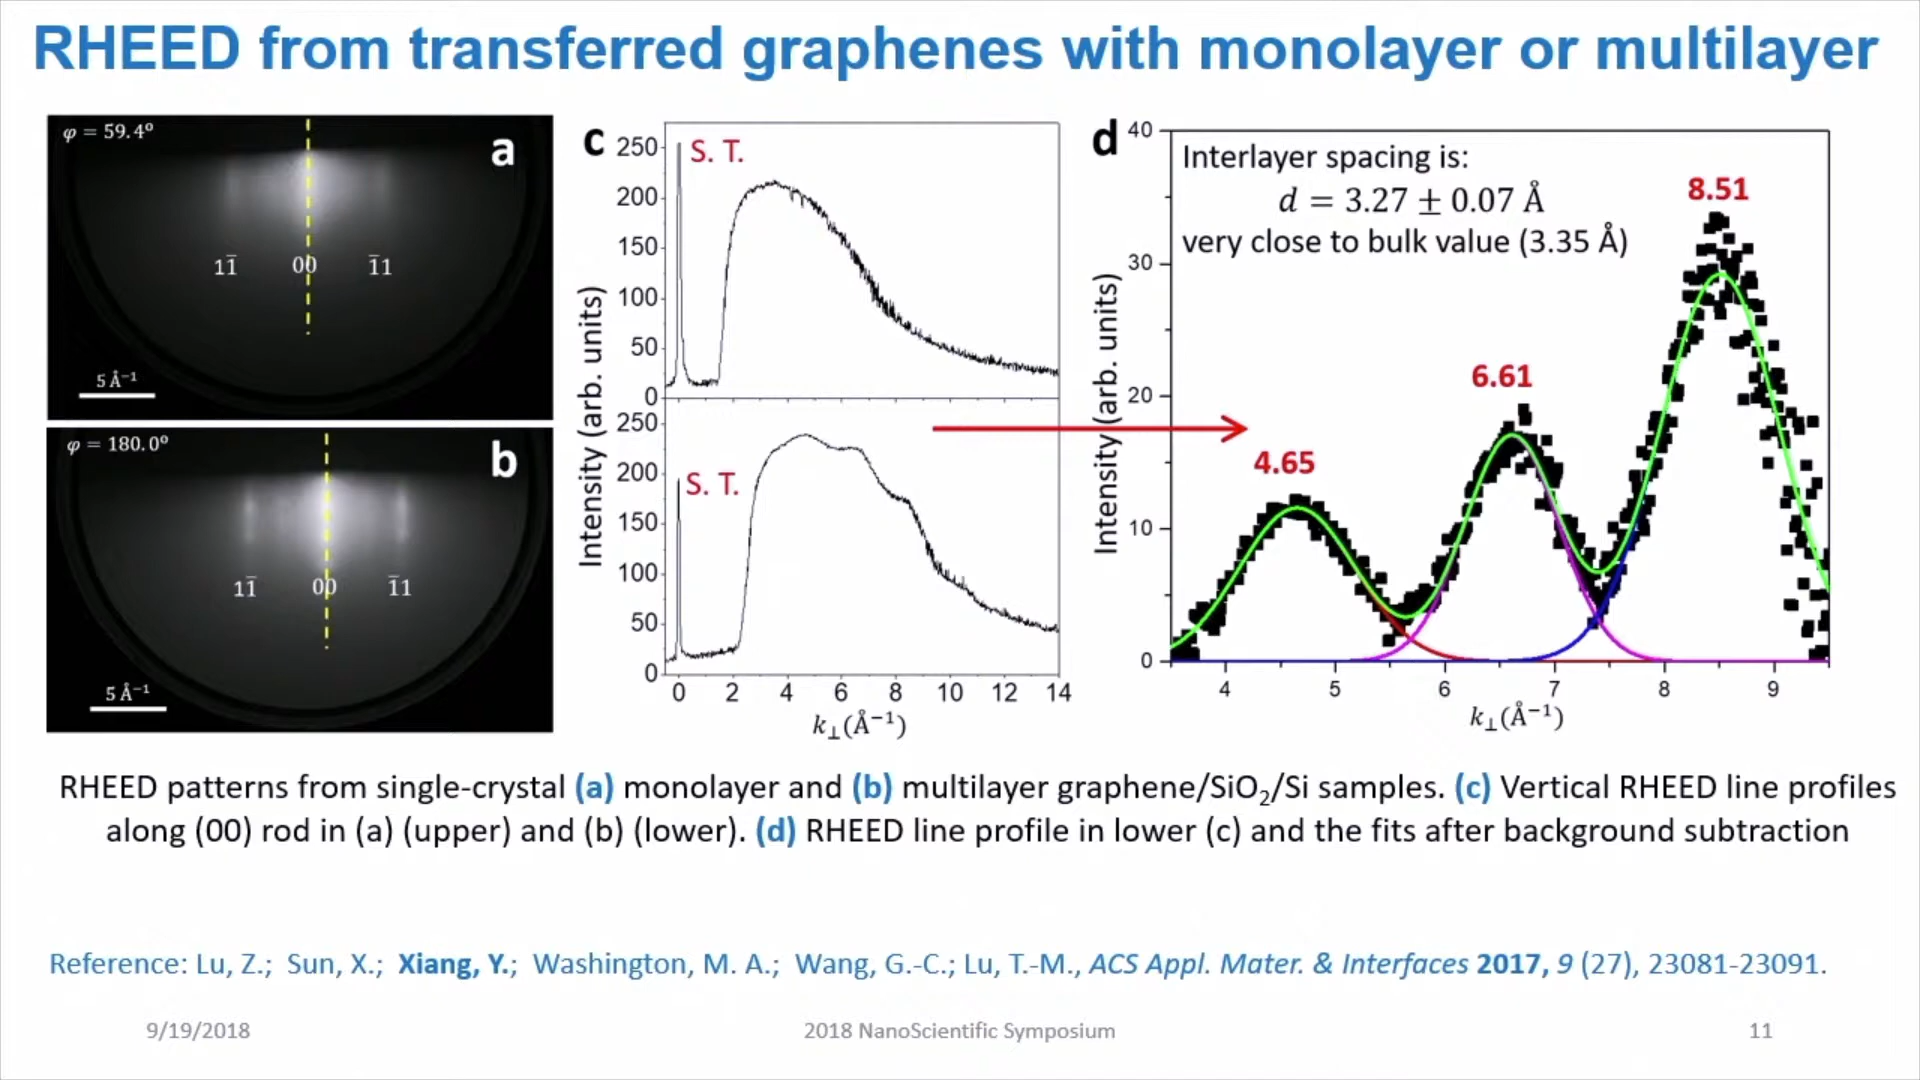 RHEED from transferred graphenes with monolayer or multilayer
φ = 59.4°
a
11̅
00
1̅1
5 Å⁻¹
φ = 180.0°
b
11̅
00
1̅1
5 Å⁻¹
c
Intensity (arb. units)
250
200
150
100
50
0
S. T.
250
200
150
100
50
0
S. T.
0 2 4 6 8 10 12 14
k⊥(Å⁻¹)
d
Intensity (arb. units)
40
30
20
10
0
Interlayer spacing is:
d = 3.27 ± 0.07 Å
very close to bulk value (3.35 Å)
4.65
6.61
8.51
4 5 6 7 8 9
k⊥(Å⁻¹)
RHEED patterns from single-crystal (a) monolayer and (b) multilayer graphene/SiO₂/Si samples. (c) Vertical RHEED line profiles
along (00) rod in (a) (upper) and (b) (lower). (d) RHEED line profile in lower (c) and the fits after background subtraction
Reference: Lu, Z.; Sun, X.; Xiang, Y.; Washington, M. A.; Wang, G.-C.; Lu, T.-M., ACS Appl. Mater. & Interfaces 2017, 9 (27), 23081-23091.
9/19/2018
2018 NanoScientific Symposium
11